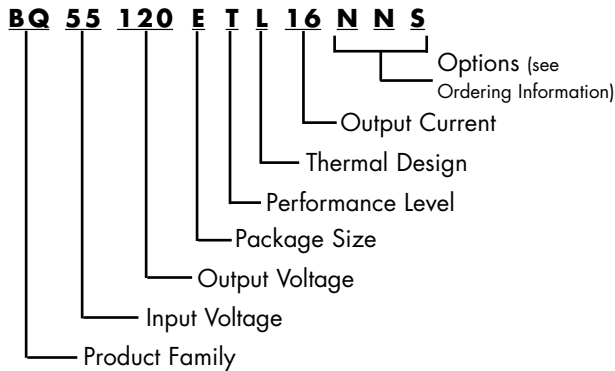 BQ 55 120 E T L 16 N N S
Options (see
Ordering Information)
Output Current
Thermal Design
Performance Level
Package Size
Output Voltage
Input Voltage
Product Family